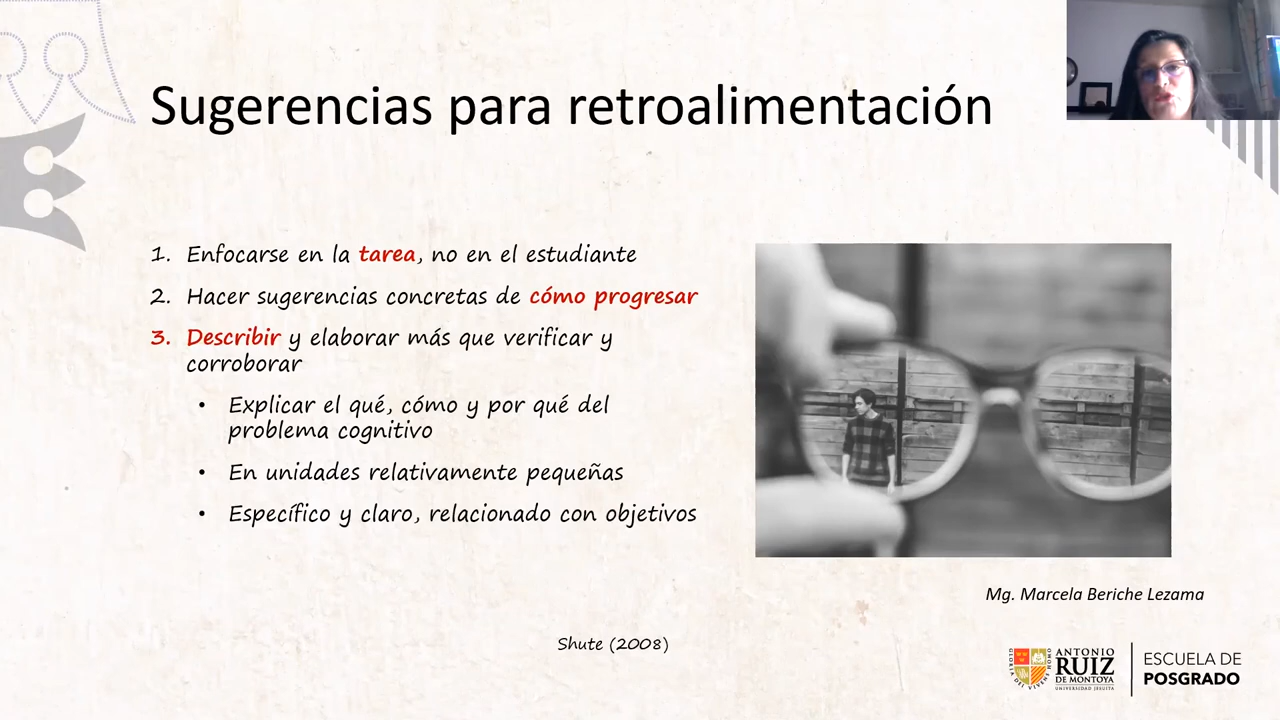 Sugerencias para retroalimentación
1. Enfocarse en la tarea, no en el estudiante
2. Hacer sugerencias concretas de cómo progresar
3. Describir y elaborar más que verificar y
corroborar
• Explicar el qué, cómo y por qué del
problema cognitivo
• En unidades relativamente pequeñas
• Específico y claro, relacionado con objetivos
Mg. Marcela Beriche Lezama
Shute (2008)
ANTONIO
RUIZ
DE MONTOYA
UNIVERSIDAD JESUITA
ESCUELA DE
POSGRADO